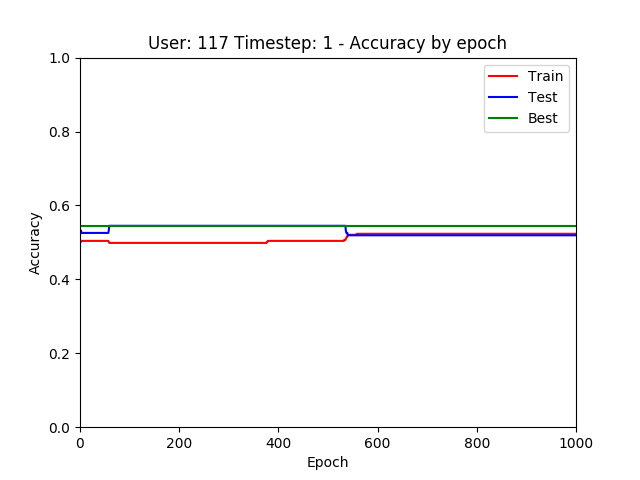 User: 117 Timestep: 1 - Accuracy by epoch
Train
Test
Best
1.0
0.8
0.6
0.4
0.2
0.0
Accuracy
0 200 400 600 800 1000
Epoch